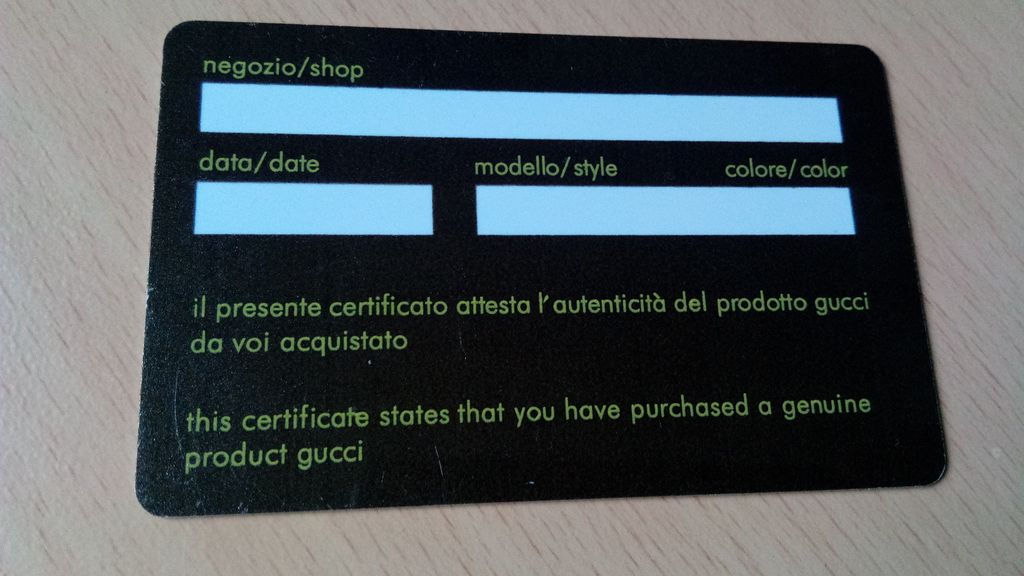 negozio/shop
data/date modello/style colore/color
il presente certificato attesta l'autenticità del prodotto gucci
da voi acquistato
this certificate states that you have purchased a genuine
product gucci